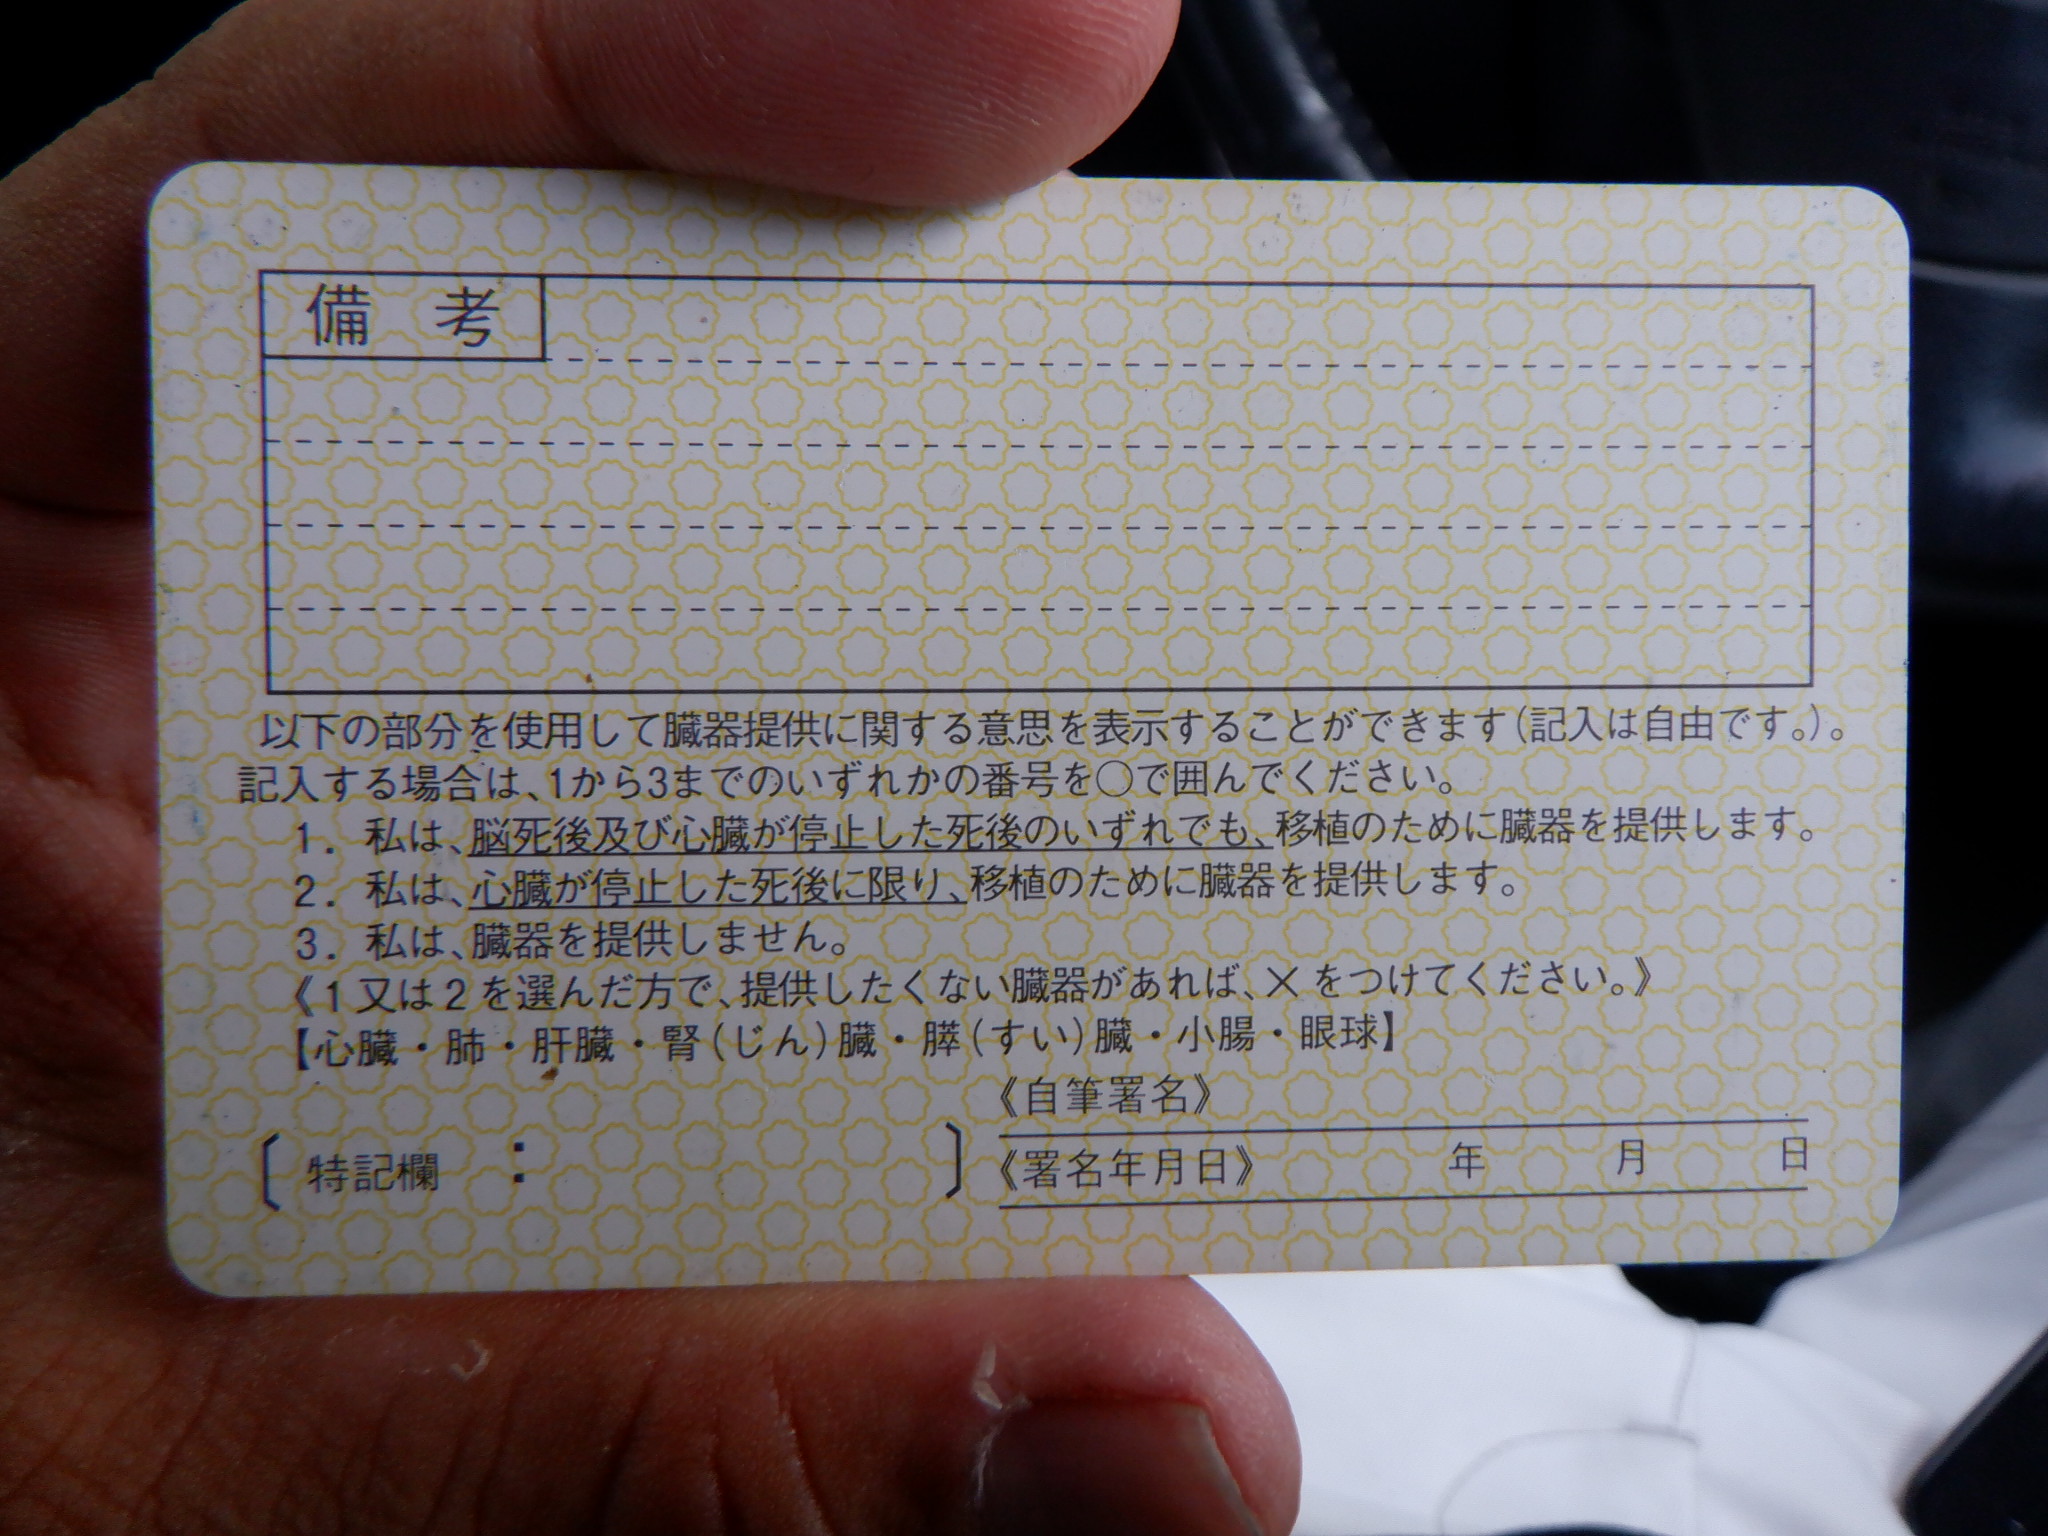 備 考
以下の部分を使用して臓器提供に関する意思を表示することができます(記入は自由です。)。
記入する場合は、1から3までのいずれかの番号を○で囲んでください。
1. 私は、脳死後及び心臓が停止した死後のいずれでも、移植のために臓器を提供します。
2. 私は、心臓が停止した死後に限り、移植のために臓器を提供します。
3. 私は、臓器を提供しません。
《1又は2を選んだ方で、提供したくない臓器があれば、×をつけてください。》
【心臓・肺・肝臓・腎(じん)臓・膵(すい)臓・小腸・眼球】
《自筆署名》
〔特記欄 : 〕
《署名年月日》 年 月 日